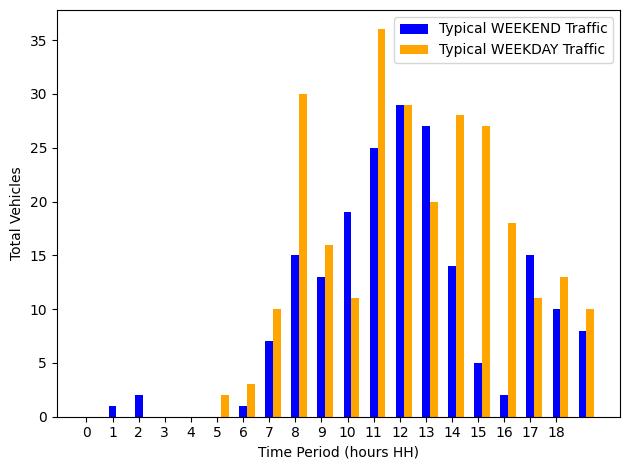 Typical WEEKEND Traffic
Typical WEEKDAY Traffic
35
30
25
20
15
10
5
0
Total Vehicles
0 1 2 3 4 5 6 7 8 9 10 11 12 13 14 15 16 17 18
Time Period (hours HH)